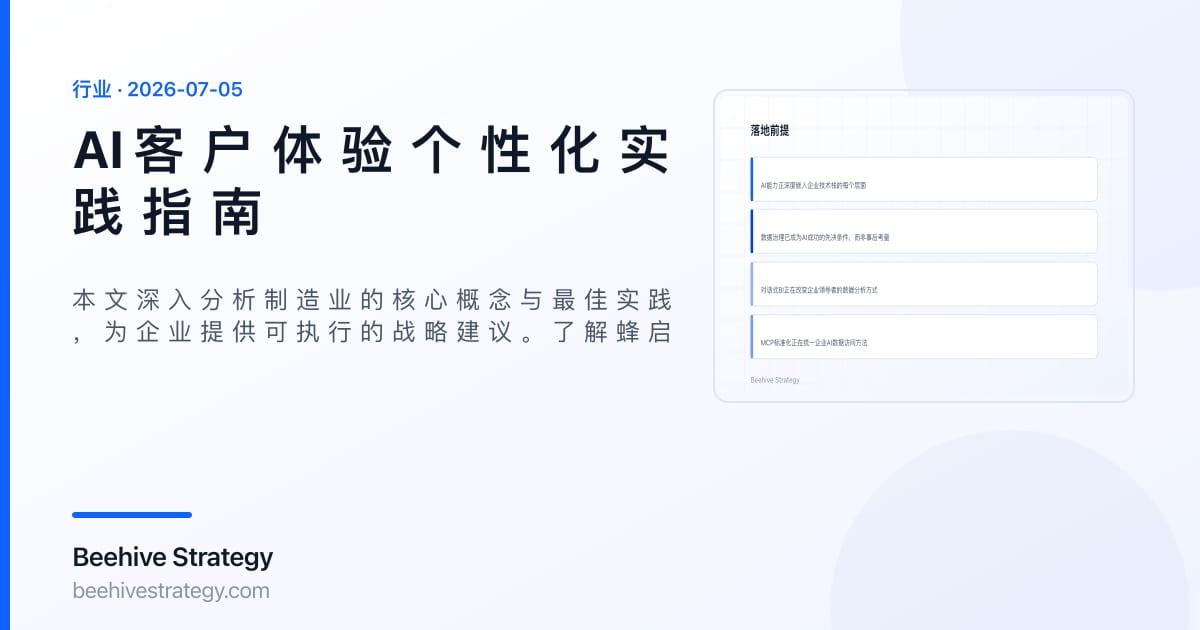 行业 · 2026-07-05
AI客户体验个性化实
践指南
本文深入分析制造业的核心概念与最佳实践
，为企业提供可执行的战略建议。了解蜂启
落地前提
AI能力正深度嵌入企业技术栈的每个层面
数据治理已成为AI成功的先决条件，而非事后考量
对话式BI正在改变企业领导者的数据分析方式
MCP标准化正在统一企业AI数据访问方法
Beehive Strategy
Beehive Strategy
beehivestrategy.com